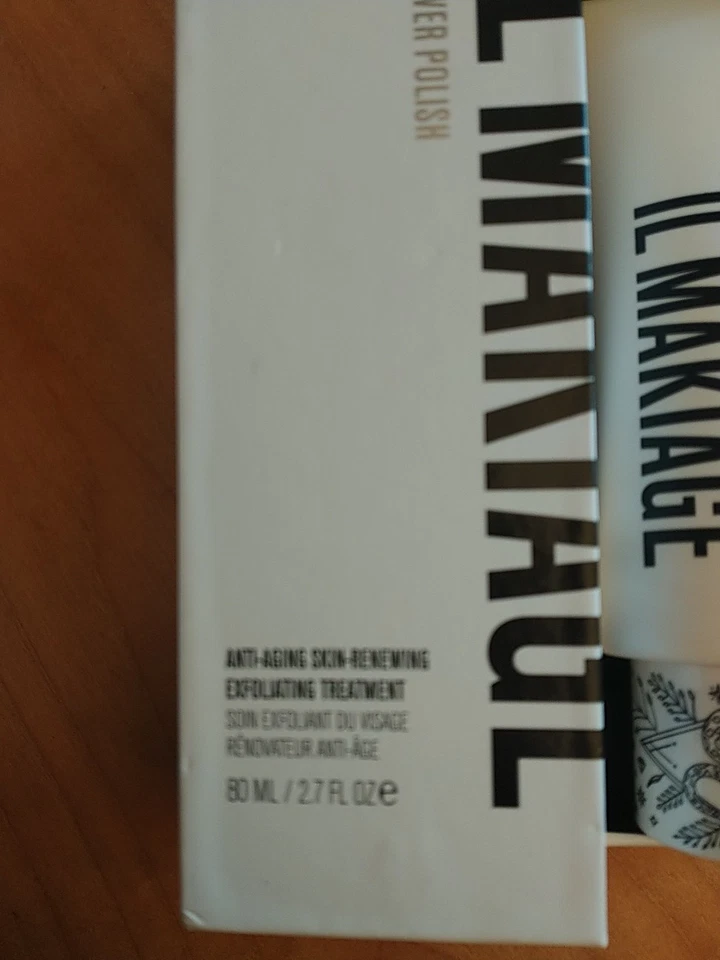 VER POLISH
IL MAKIAGE
IL MAKIAGE
ANTI-AGING SKIN-RENEWING
EXFOLIATING TREATMENT
SOIN EXFOLIANT DU VISAGE
RÉNOVATEUR ANTI-ÂGE
80 ML / 2.7 FL OZ e